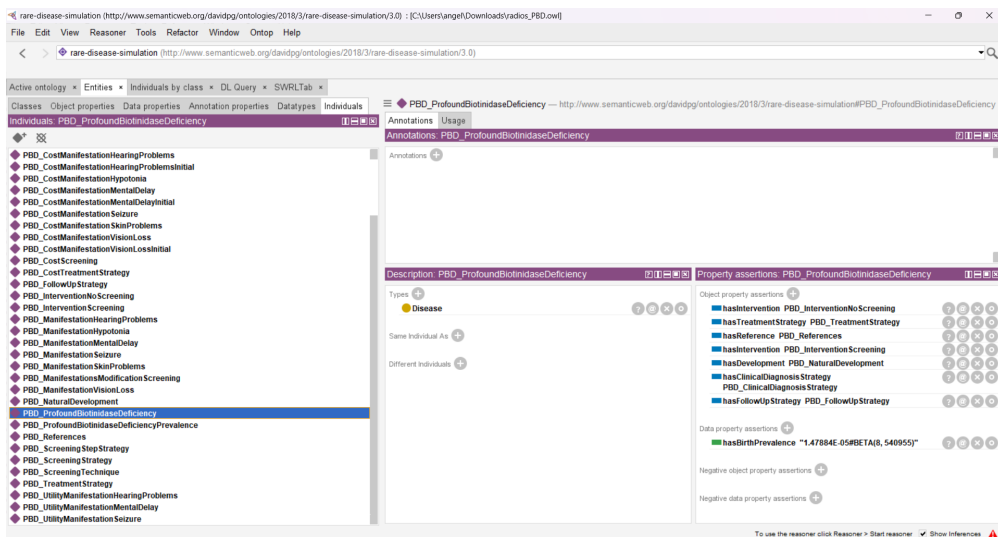 rare-disease-simulation (http://www.semanticweb.org/davidpg/ontologies/2018/3/rare-disease-simulation/3.0) : [C:\Users\angel\Downloads\radios_PBD.owl]
File Edit View Reasoner Tools Refactor Window Ontop Help
rare-disease-simulation (http://www.semanticweb.org/davidpg/ontologies/2018/3/rare-disease-simulation/3.0)
Active ontology × Entities × Individuals by class × DL Query × SWRLTab ×
Classes Object properties Data properties Annotation properties Datatypes Individuals
Individuals: PBD_ProfoundBiotinidaseDeficiency
PBD_CostManifestationHearingProblems
PBD_CostManifestationHearingProblemsInitial
PBD_CostManifestationHypotonia
PBD_CostManifestationMentalDelay
PBD_CostManifestationMentalDelayInitial
PBD_CostManifestationSeizure
PBD_CostManifestationSkinProblems
PBD_CostManifestationVisionLoss
PBD_CostManifestationVisionLossInitial
PBD_CostScreening
PBD_CostTreatmentStrategy
PBD_FollowUpStrategy
PBD_InterventionNoScreening
PBD_InterventionScreening
PBD_ManifestationHearingProblems
PBD_ManifestationHypotonia
PBD_ManifestationMentalDelay
PBD_ManifestationSeizure
PBD_ManifestationSkinProblems
PBD_ManifestationsModificationScreening
PBD_ManifestationVisionLoss
PBD_NaturalDevelopment
PBD_ProfoundBiotinidaseDeficiency
PBD_ProfoundBiotinidaseDeficiencyPrevalence
PBD_References
PBD_ScreeningStepStrategy
PBD_ScreeningStrategy
PBD_ScreeningTechnique
PBD_TreatmentStrategy
PBD_UtilityManifestationHearingProblems
PBD_UtilityManifestationMentalDelay
PBD_UtilityManifestationSeizure
PBD_ProfoundBiotinidaseDeficiency — http://www.semanticweb.org/davidpg/ontologies/2018/3/rare-disease-simulation#PBD_ProfoundBiotinidaseDeficiency
Annotations Usage
Annotations: PBD_ProfoundBiotinidaseDeficiency
Annotations
Description: PBD_ProfoundBiotinidaseDeficiency
Types
Disease
Same Individual As
Different Individuals
Property assertions: PBD_ProfoundBiotinidaseDeficiency
Object property assertions
hasIntervention PBD_InterventionNoScreening
hasTreatmentStrategy PBD_TreatmentStrategy
hasReference PBD_References
hasIntervention PBD_InterventionScreening
hasDevelopment PBD_NaturalDevelopment
hasClinicalDiagnosisStrategy
PBD_ClinicalDiagnosisStrategy
hasFollowUpStrategy PBD_FollowUpStrategy
Data property assertions
hasBirthPrevalence "1.47884E-05#BETA(8, 540955)"
Negative object property assertions
Negative data property assertions
To use the reasoner click Reasoner > Start reasoner Show Inferences